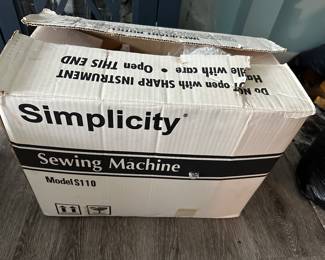 Do NOT open with SHARP INSTRUMENT
Handle with care • Open THIS END
Simplicity®
Sewing Machine
Model S110